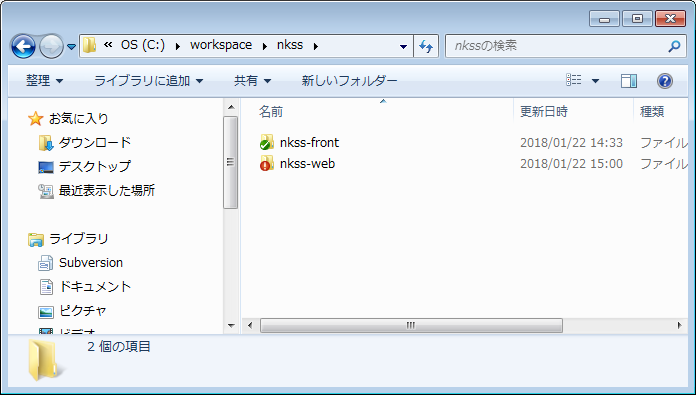 « OS (C:) ▸ workspace ▸ nkss ▸
nkssの検索
整理 ライブラリに追加 共有 新しいフォルダー
お気に入り
ダウンロード
デスクトップ
最近表示した場所
ライブラリ
Subversion
ドキュメント
ピクチャ
ビデオ
名前 更新日時 種類
nkss-front 2018/01/22 14:33 ファイル
nkss-web 2018/01/22 15:00 ファイル
2 個の項目